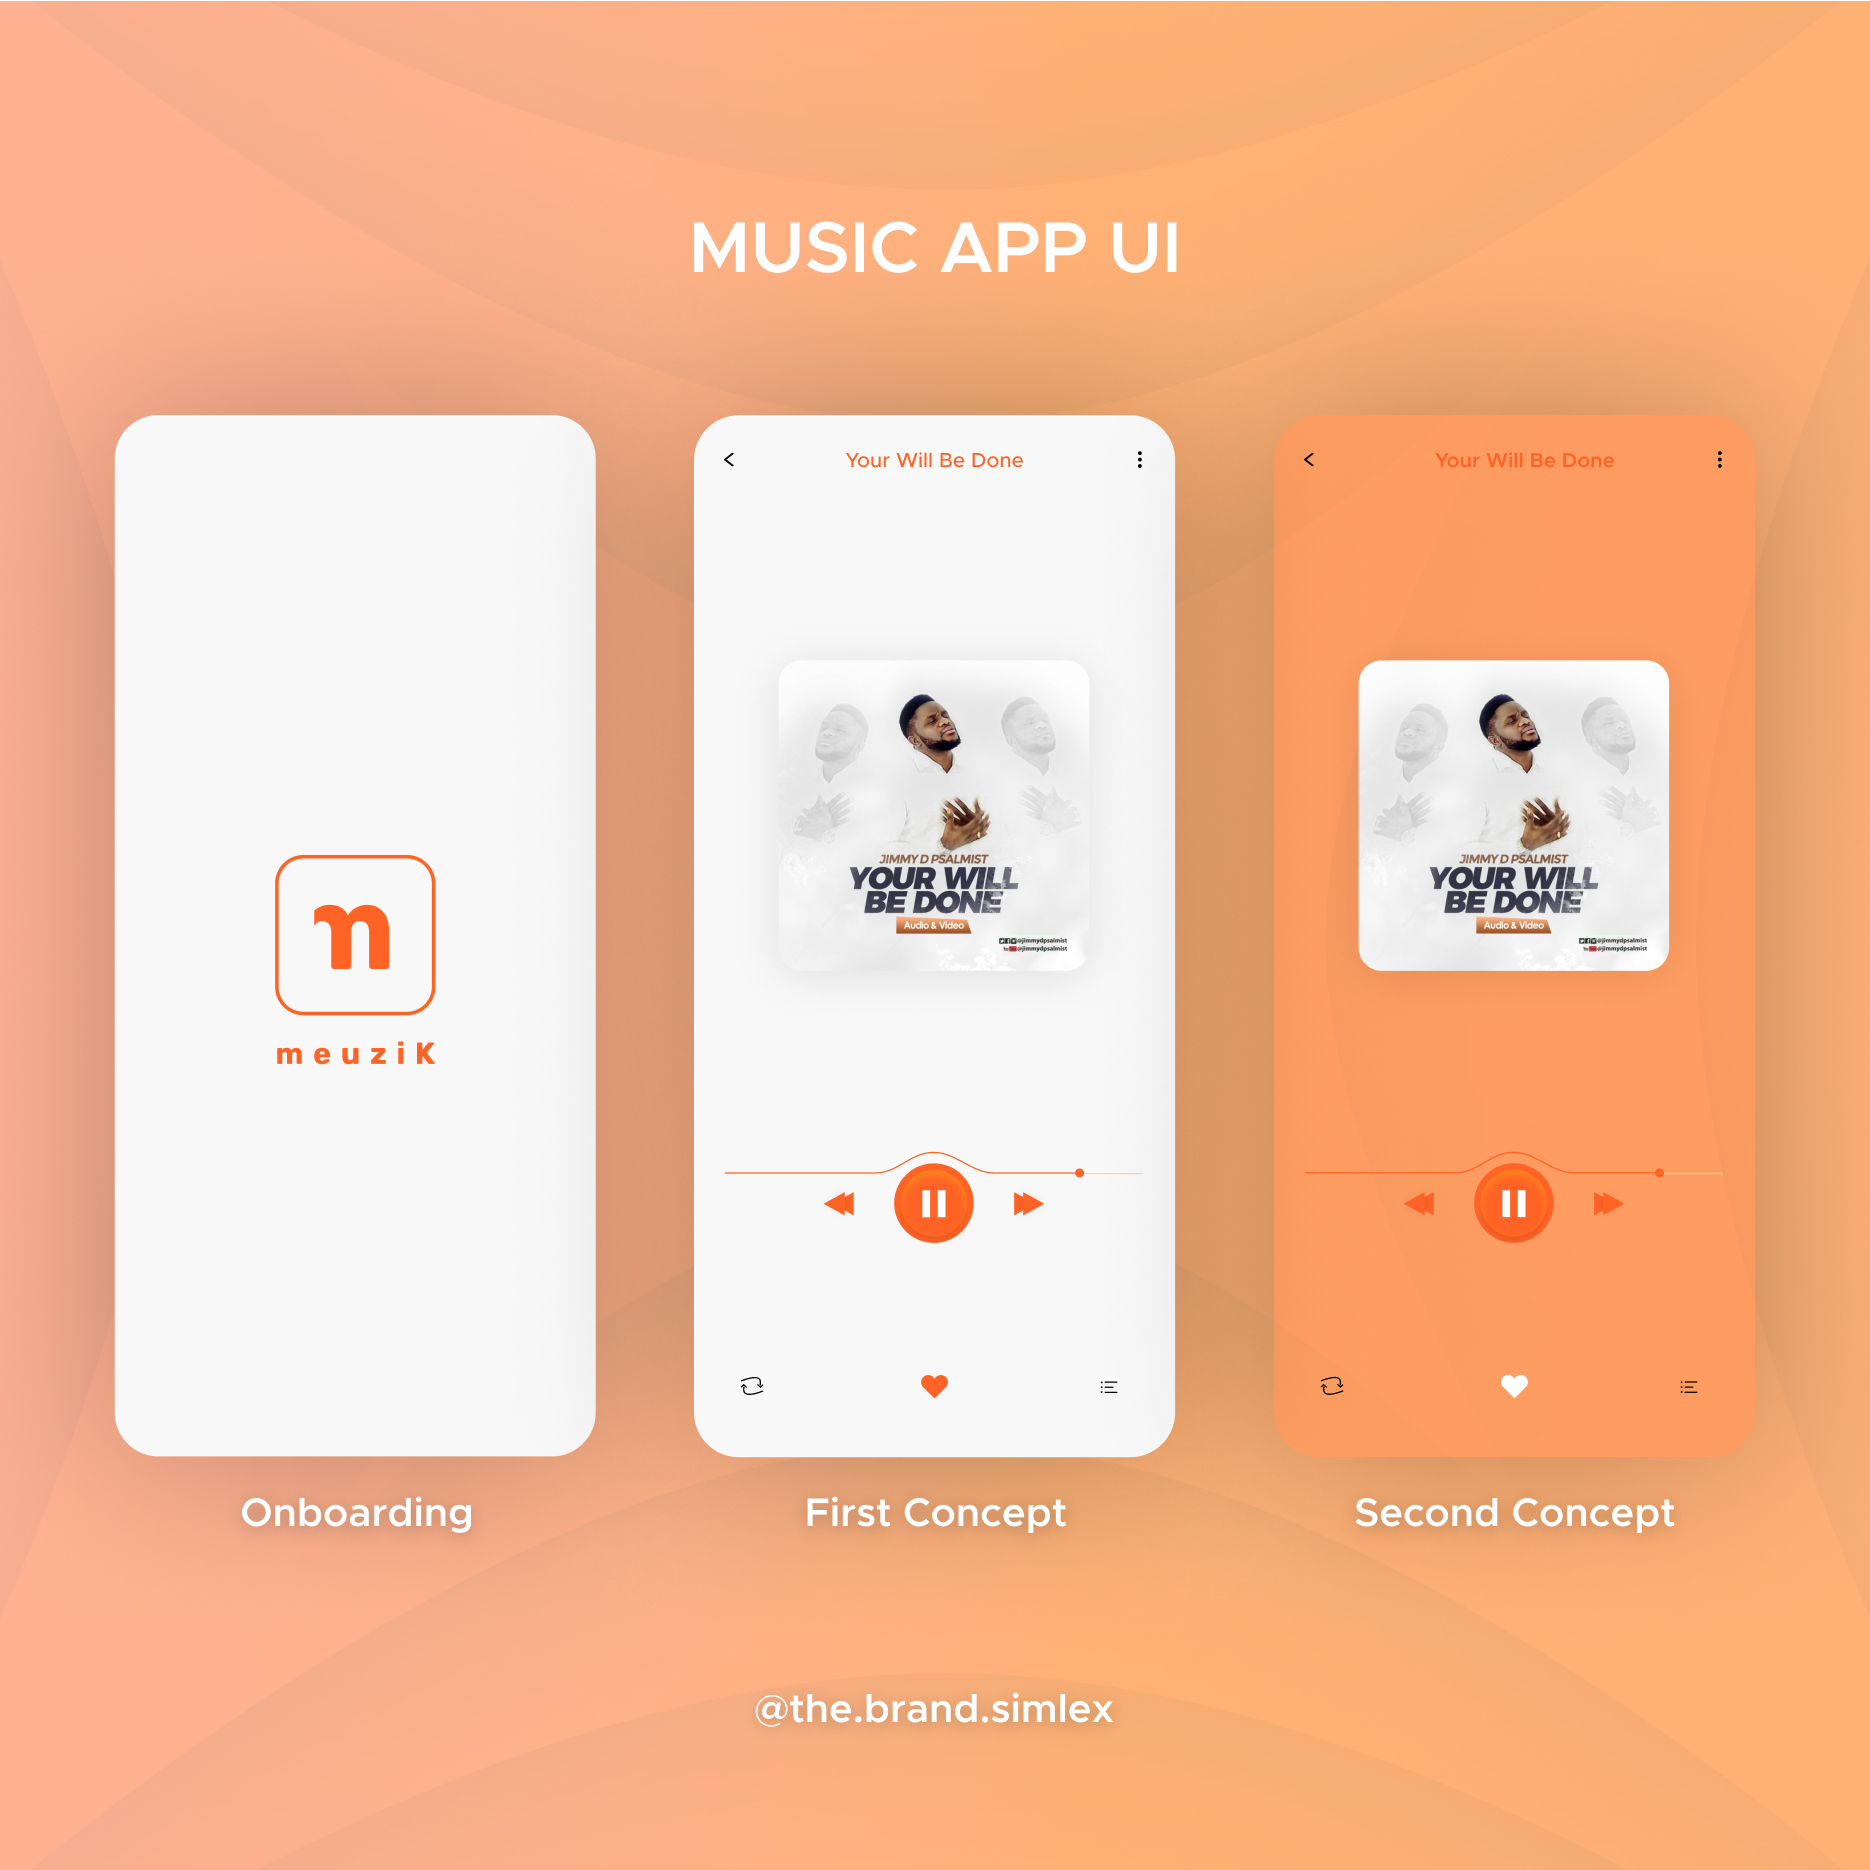 MUSIC APP UI
n
meuziK
Onboarding
Your Will Be Done
JIMMY D PSALMIST
YOUR WILL
BE DONE
Audio & Video
@jimmydpsalmist
@jimmydpsalmist
First Concept
Your Will Be Done
JIMMY D PSALMIST
YOUR WILL
BE DONE
Audio & Video
@jimmydpsalmist
@jimmydpsalmist
Second Concept
@the.brand.simlex